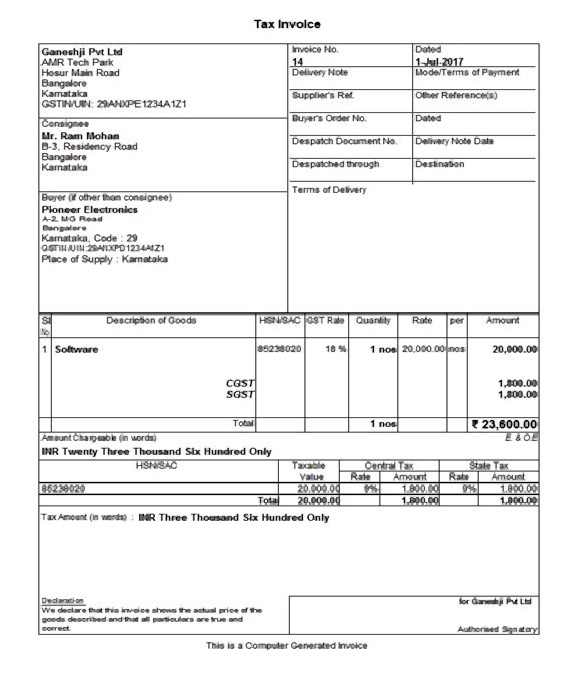 Tax Invoice
Ganeshji Pvt Ltd
AMR Tech Park
Hosur Main Road
Bangalore
Karnataka
GSTIN/UIN: 29ANXPE1234A1Z1
Invoice No.
14
Dated
1-Jul-2017
Delivery Note
Mode/Terms of Payment
Supplier's Ref.
Other Reference(s)
Consignee
Mr. Ram Mohan
B-3, Residency Road
Bangalore
Karnataka
Buyer's Order No.
Dated
Despatch Document No.
Delivery Note Date
Despatched through
Destination
Terms of Delivery
Buyer (if other than consignee)
Pioneer Electronics
A-2, MG Road
Bangalore
Karnataka, Code : 29
GSTIN/UIN:29ANXPD1234A1Z1
Place of Supply : Karnataka
Sl No. Description of Goods HSN/SAC GST Rate Quantity Rate per Amount
1 Software 85238020 18 % 1 nos 20,000.00 nos 20,000.00
CGST 1,800.00
SGST 1,800.00
Total 1 nos ₹ 23,600.00
Amount Chargeable (in words) E. & O.E
INR Twenty Three Thousand Six Hundred Only
HSN/SAC Taxable Central Tax State Tax
Value Rate Amount Rate Amount
85238020 20,000.00 9% 1,800.00 9% 1,800.00
Total 20,000.00 1,800.00 1,800.00
Tax Amount (in words) : INR Three Thousand Six Hundred Only
Declaration
We declare that this invoice shows the actual price of the
goods described and that all particulars are true and
correct.
for Ganeshji Pvt Ltd
Authorised Signatory
This is a Computer Generated Invoice